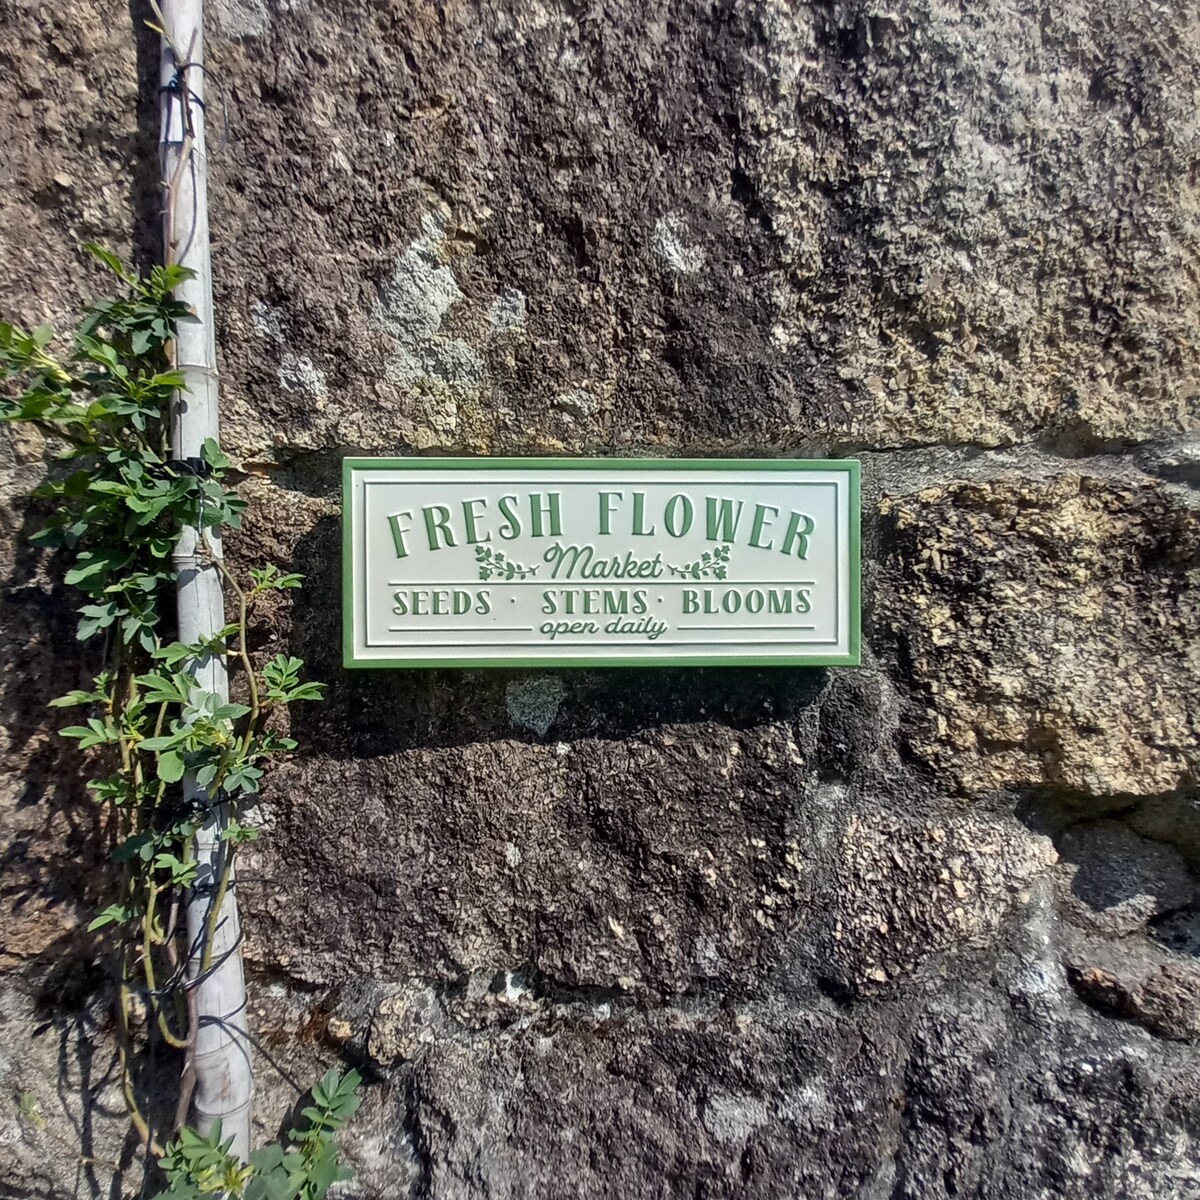 FRESH FLOWER
Market
SEEDS · STEMS · BLOOMS
open daily